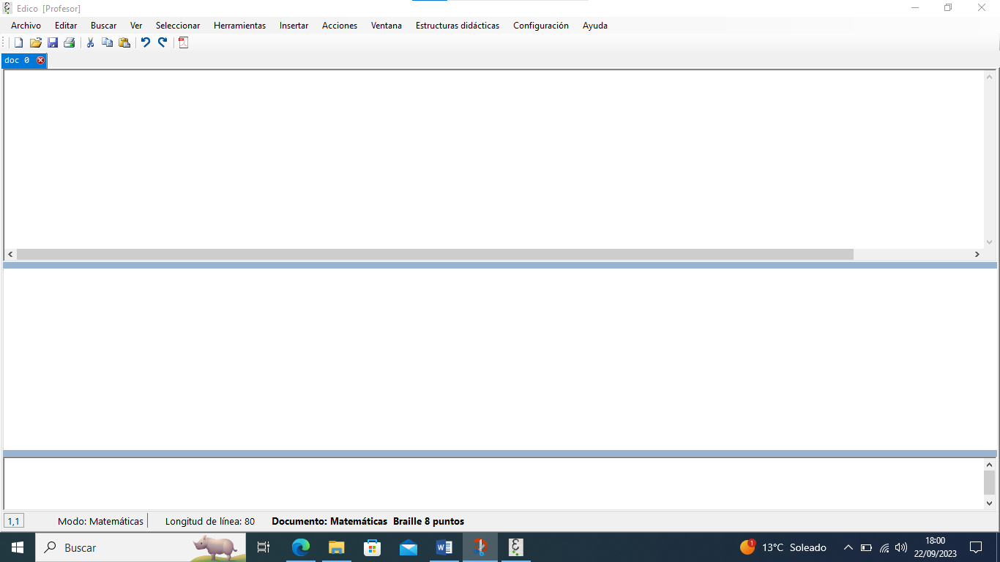 Edico [Profesor]
Archivo Editar Buscar Ver Seleccionar Herramientas Insertar Acciones Ventana Estructuras didácticas Configuración Ayuda
doc 0
1,1 Modo: Matemáticas Longitud de línea: 80 Documento: Matemáticas Braille 8 puntos
Buscar 1 13°C Soleado 18:00
22/09/2023